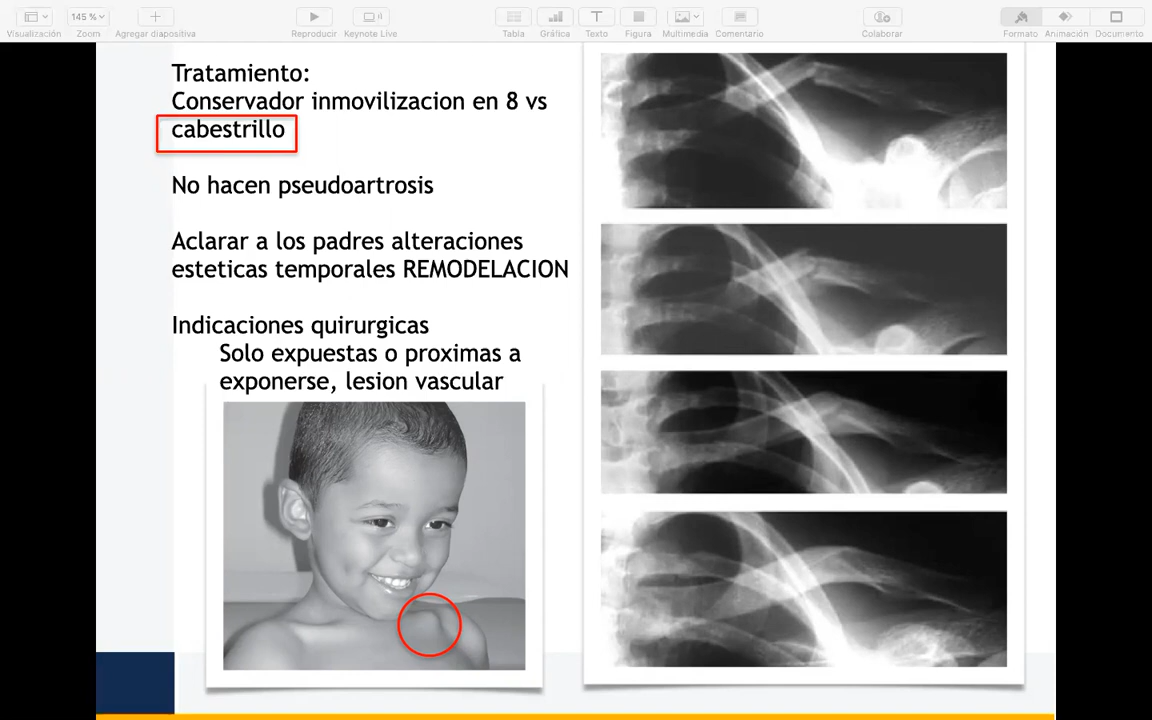 145 %
Visualización
Zoom
Agregar diapositiva
Reproducir
Keynote Live
Tabla
Gráfica
Texto
Figura
Multimedia
Comentario
Colaborar
Formato
Animación
Documento
Tratamiento:
Conservador inmovilizacion en 8 vs
cabestrillo
No hacen pseudoartrosis
Aclarar a los padres alteraciones
esteticas temporales REMODELACION
Indicaciones quirurgicas
Solo expuestas o proximas a
exponerse, lesion vascular